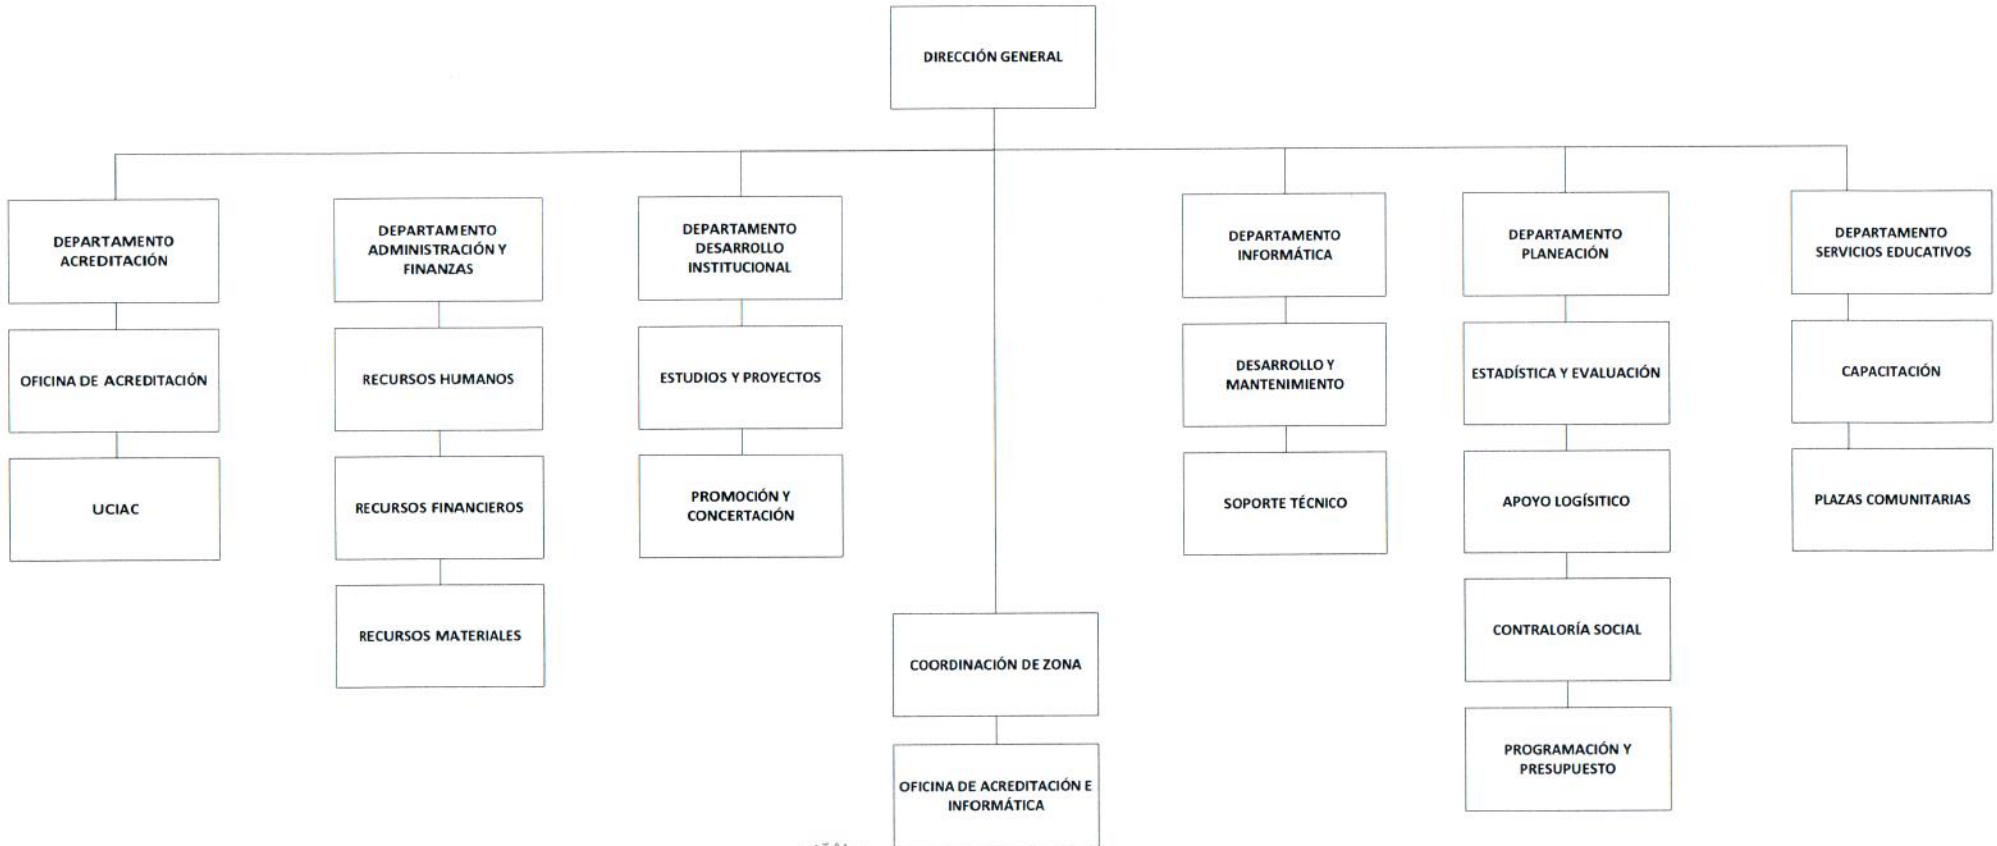 DIRECCIÓN GENERAL
DEPARTAMENTO
ACREDITACIÓN
OFICINA DE ACREDITACIÓN
UCIAC
DEPARTAMENTO
ADMINISTRACIÓN Y
FINANZAS
RECURSOS HUMANOS
RECURSOS FINANCIEROS
RECURSOS MATERIALES
DEPARTAMENTO
DESARROLLO
INSTITUCIONAL
ESTUDIOS Y PROYECTOS
PROMOCIÓN Y
CONCERTACIÓN
COORDINACIÓN DE ZONA
OFICINA DE ACREDITACIÓN E
INFORMÁTICA
DEPARTAMENTO
INFORMÁTICA
DESARROLLO Y
MANTENIMIENTO
SOPORTE TÉCNICO
DEPARTAMENTO
PLANEACIÓN
ESTADÍSTICA Y EVALUACIÓN
APOYO LOGÍSITICO
CONTRALORÍA SOCIAL
PROGRAMACIÓN Y
PRESUPUESTO
DEPARTAMENTO
SERVICIOS EDUCATIVOS
CAPACITACIÓN
PLAZAS COMUNITARIAS